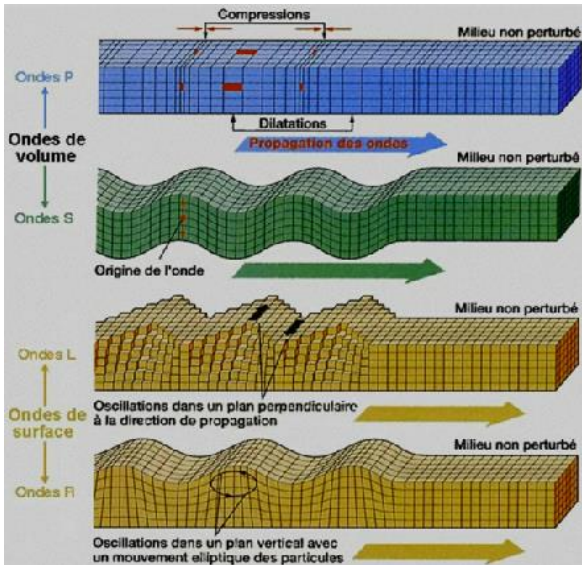 Compressions
Milieu non perturbé
Ondes P
Dilatations
Ondes de
volume
Propagation des ondes
Milieu non perturbé
Ondes S
Origine de l'onde
Milieu non perturbé
Ondes L
Oscillations dans un plan perpendiculaire
à la direction de propagation
Ondes de
surface
Milieu non perturbé
Ondes R
Oscillations dans un plan vertical avec
un mouvement elliptique des particules